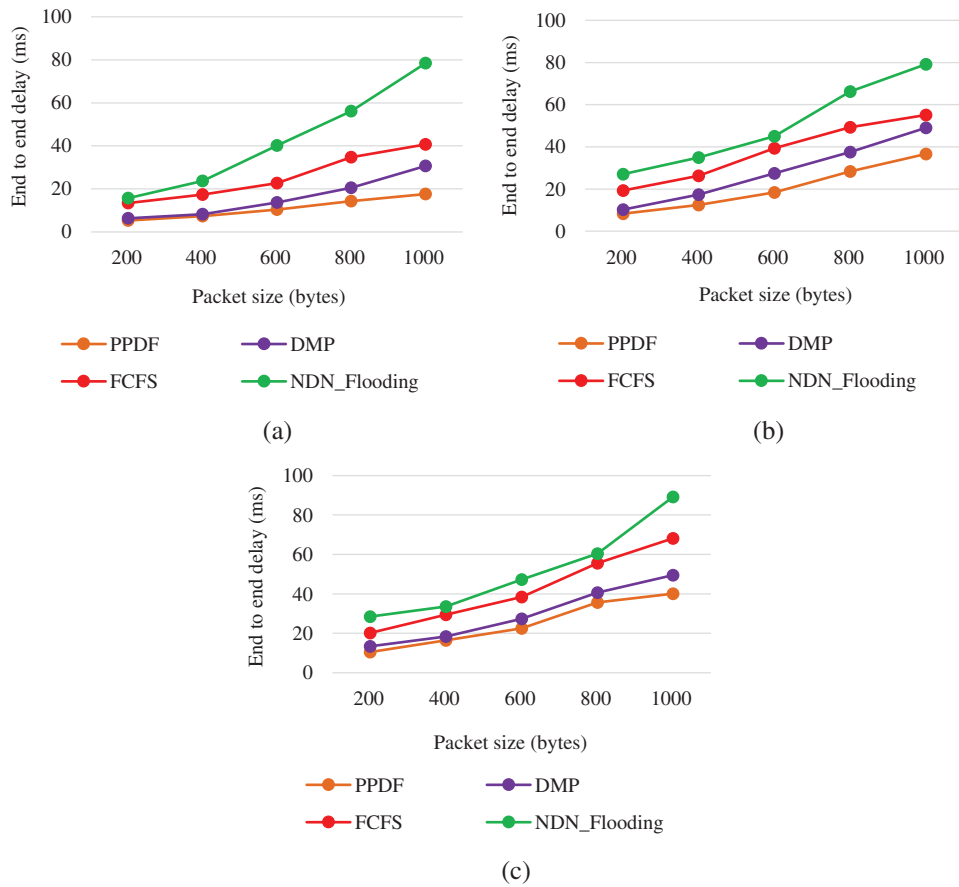 End to end delay (ms)
100
80
60
40
20
0
200 400 600 800 1000
Packet size (bytes)
PPDF DMP
FCFS NDN_Flooding
(a)
End to end delay (ms)
100
80
60
40
20
0
200 400 600 800 1000
Packet size (bytes)
PPDF DMP
FCFS NDN_Flooding
(b)
End to end delay (ms)
100
80
60
40
20
0
200 400 600 800 1000
Packet size (bytes)
PPDF DMP
FCFS NDN_Flooding
(c)